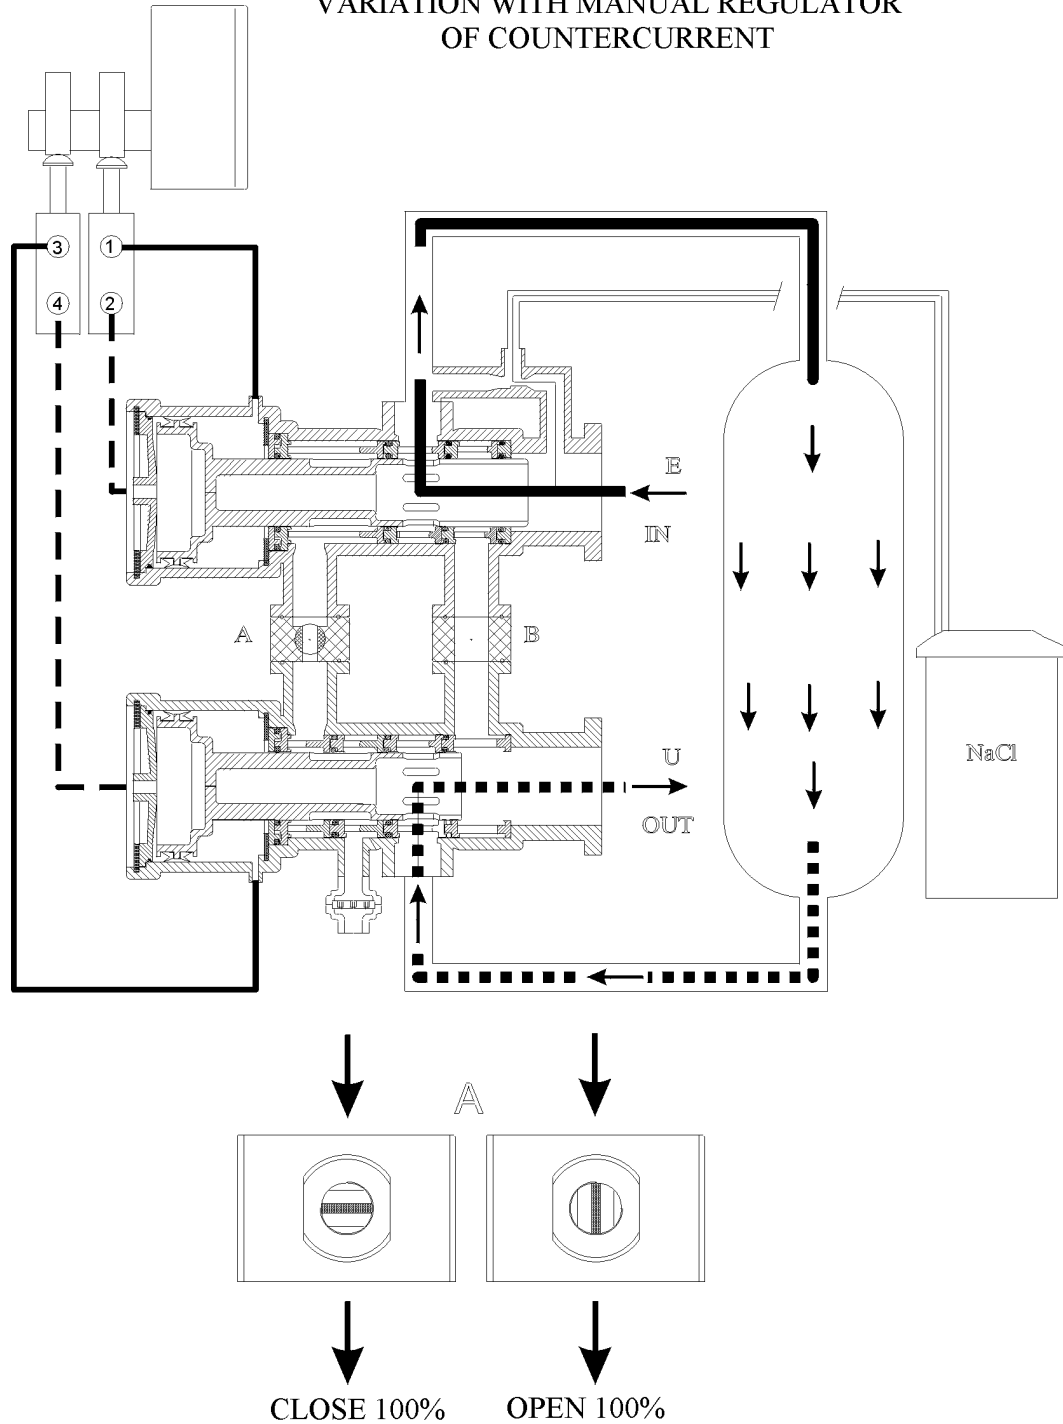 VARIATION WITH MANUAL REGULATOR
OF COUNTERCURRENT
3
1
4
2
E
IN
A
B
U
OUT
NaCl
A
CLOSE 100%
OPEN 100%